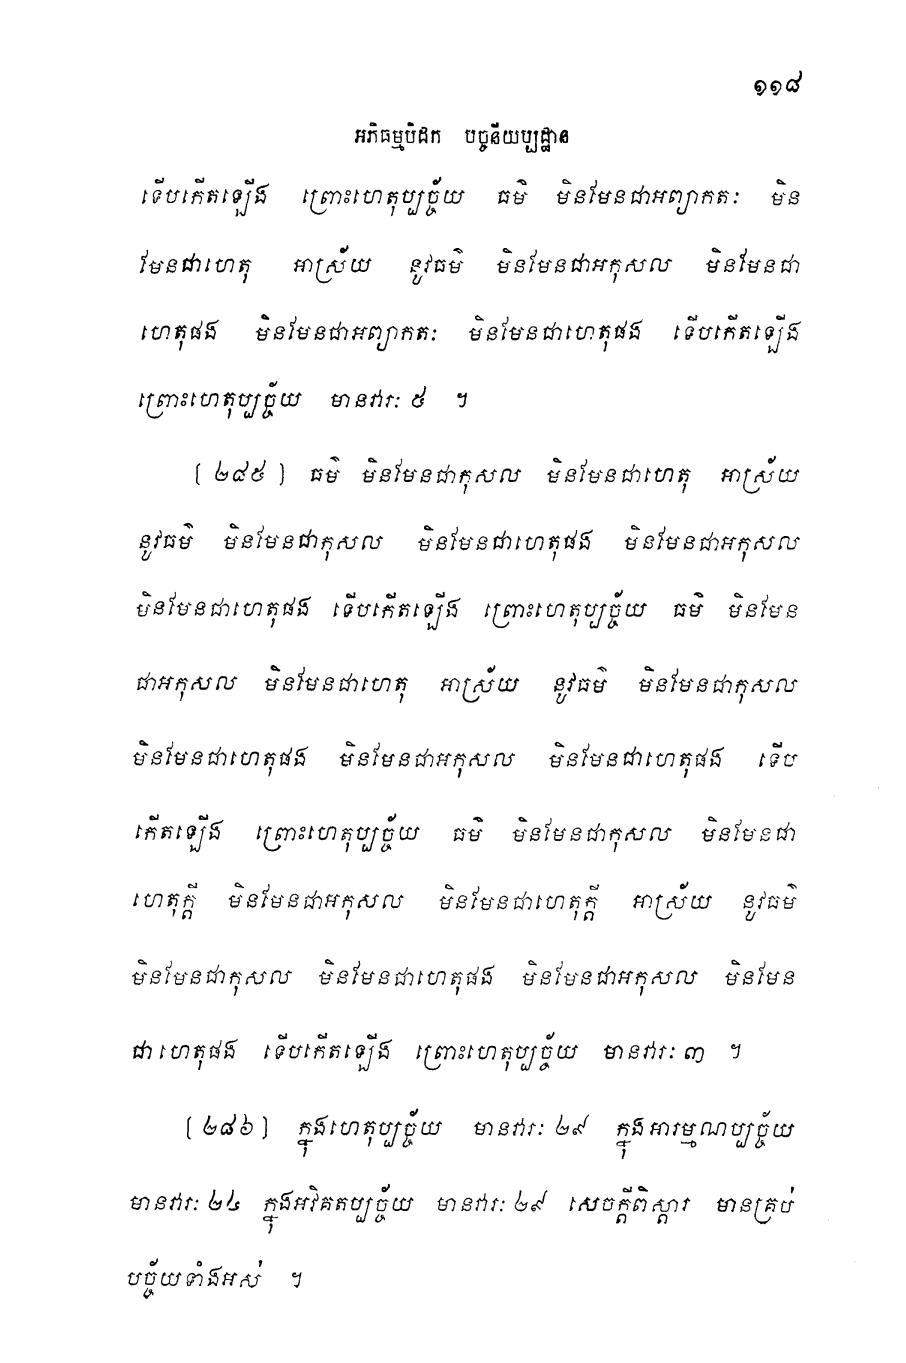 ១១៨
អភិធម្មបិដក បច្ចនីយប្បដ្ឋាន
ទើបកើតឡើង ព្រោះហេតុប្បច្ច័យ ធម៌ មិនមែនជាអព្យាកតៈ មិន
មែនជាហេតុ អាស្រ័យ នូវធម៌ មិនមែនជាអកុសល មិនមែនជា
ហេតុផង មិនមែនជាអព្យាកតៈ មិនមែនជាហេតុផង ទើបកើតឡើង
ព្រោះហេតុប្បច្ច័យ មានវារៈ ៥ ។
(២៨៥) ធម៌ មិនមែនជាកុសល មិនមែនជាហេតុ អាស្រ័យ
នូវធម៌ មិនមែនជាកុសល មិនមែនជាហេតុផង មិនមែនជាអកុសល
មិនមែនជាហេតុផង ទើបកើតឡើង ព្រោះហេតុប្បច្ច័យ ធម៌ មិនមែន
ជាអកុសល មិនមែនជាហេតុ អាស្រ័យ នូវធម៌ មិនមែនជាកុសល
មិនមែនជាហេតុផង មិនមែនជាអកុសល មិនមែនជាហេតុផង ទើប
កើតឡើង ព្រោះហេតុប្បច្ច័យ ធម៌ មិនមែនជាកុសល មិនមែនជា
ហេតុក្តី មិនមែនជាអកុសល មិនមែនជាហេតុក្តី អាស្រ័យ នូវធម៌
មិនមែនជាកុសល មិនមែនជាហេតុផង មិនមែនជាអកុសល មិនមែន
ជាហេតុផង ទើបកើតឡើង ព្រោះហេតុប្បច្ច័យ មានវារៈ ៣ ។
(២៨៦) ក្នុងហេតុប្បច្ច័យ មានវារៈ ២៩ ក្នុងអារម្មណប្បច្ច័យ
មានវារៈ ២៤ ក្នុងអវិគតប្បច្ច័យ មានវារៈ ២៩ សេចក្តីពិស្តារ មានគ្រប់
បច្ច័យទាំងអស់ ។